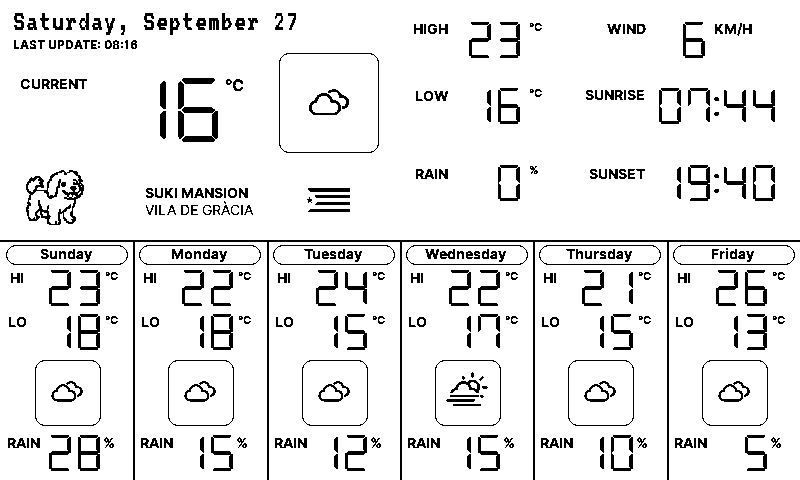 Saturday, September 27
LAST UPDATE: 08:16
CURRENT 16 °C
SUKI MANSION
VILA DE GRÀCIA
HIGH 23 °C
LOW 16 °C
RAIN 0 %
WIND 6 KM/H
SUNRISE 07:44
SUNSET 19:40
Sunday
HI 23 °C
LO 18 °C
RAIN 28 %
Monday
HI 22 °C
LO 18 °C
RAIN 15 %
Tuesday
HI 24 °C
LO 15 °C
RAIN 12 %
Wednesday
HI 22 °C
LO 17 °C
RAIN 15 %
Thursday
HI 21 °C
LO 15 °C
RAIN 10 %
Friday
HI 26 °C
LO 13 °C
RAIN 5 %